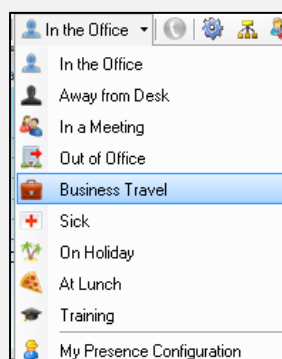 In the Office
In the Office
Away from Desk
In a Meeting
Out of Office
Business Travel
Sick
On Holiday
At Lunch
Training
My Presence Configuration